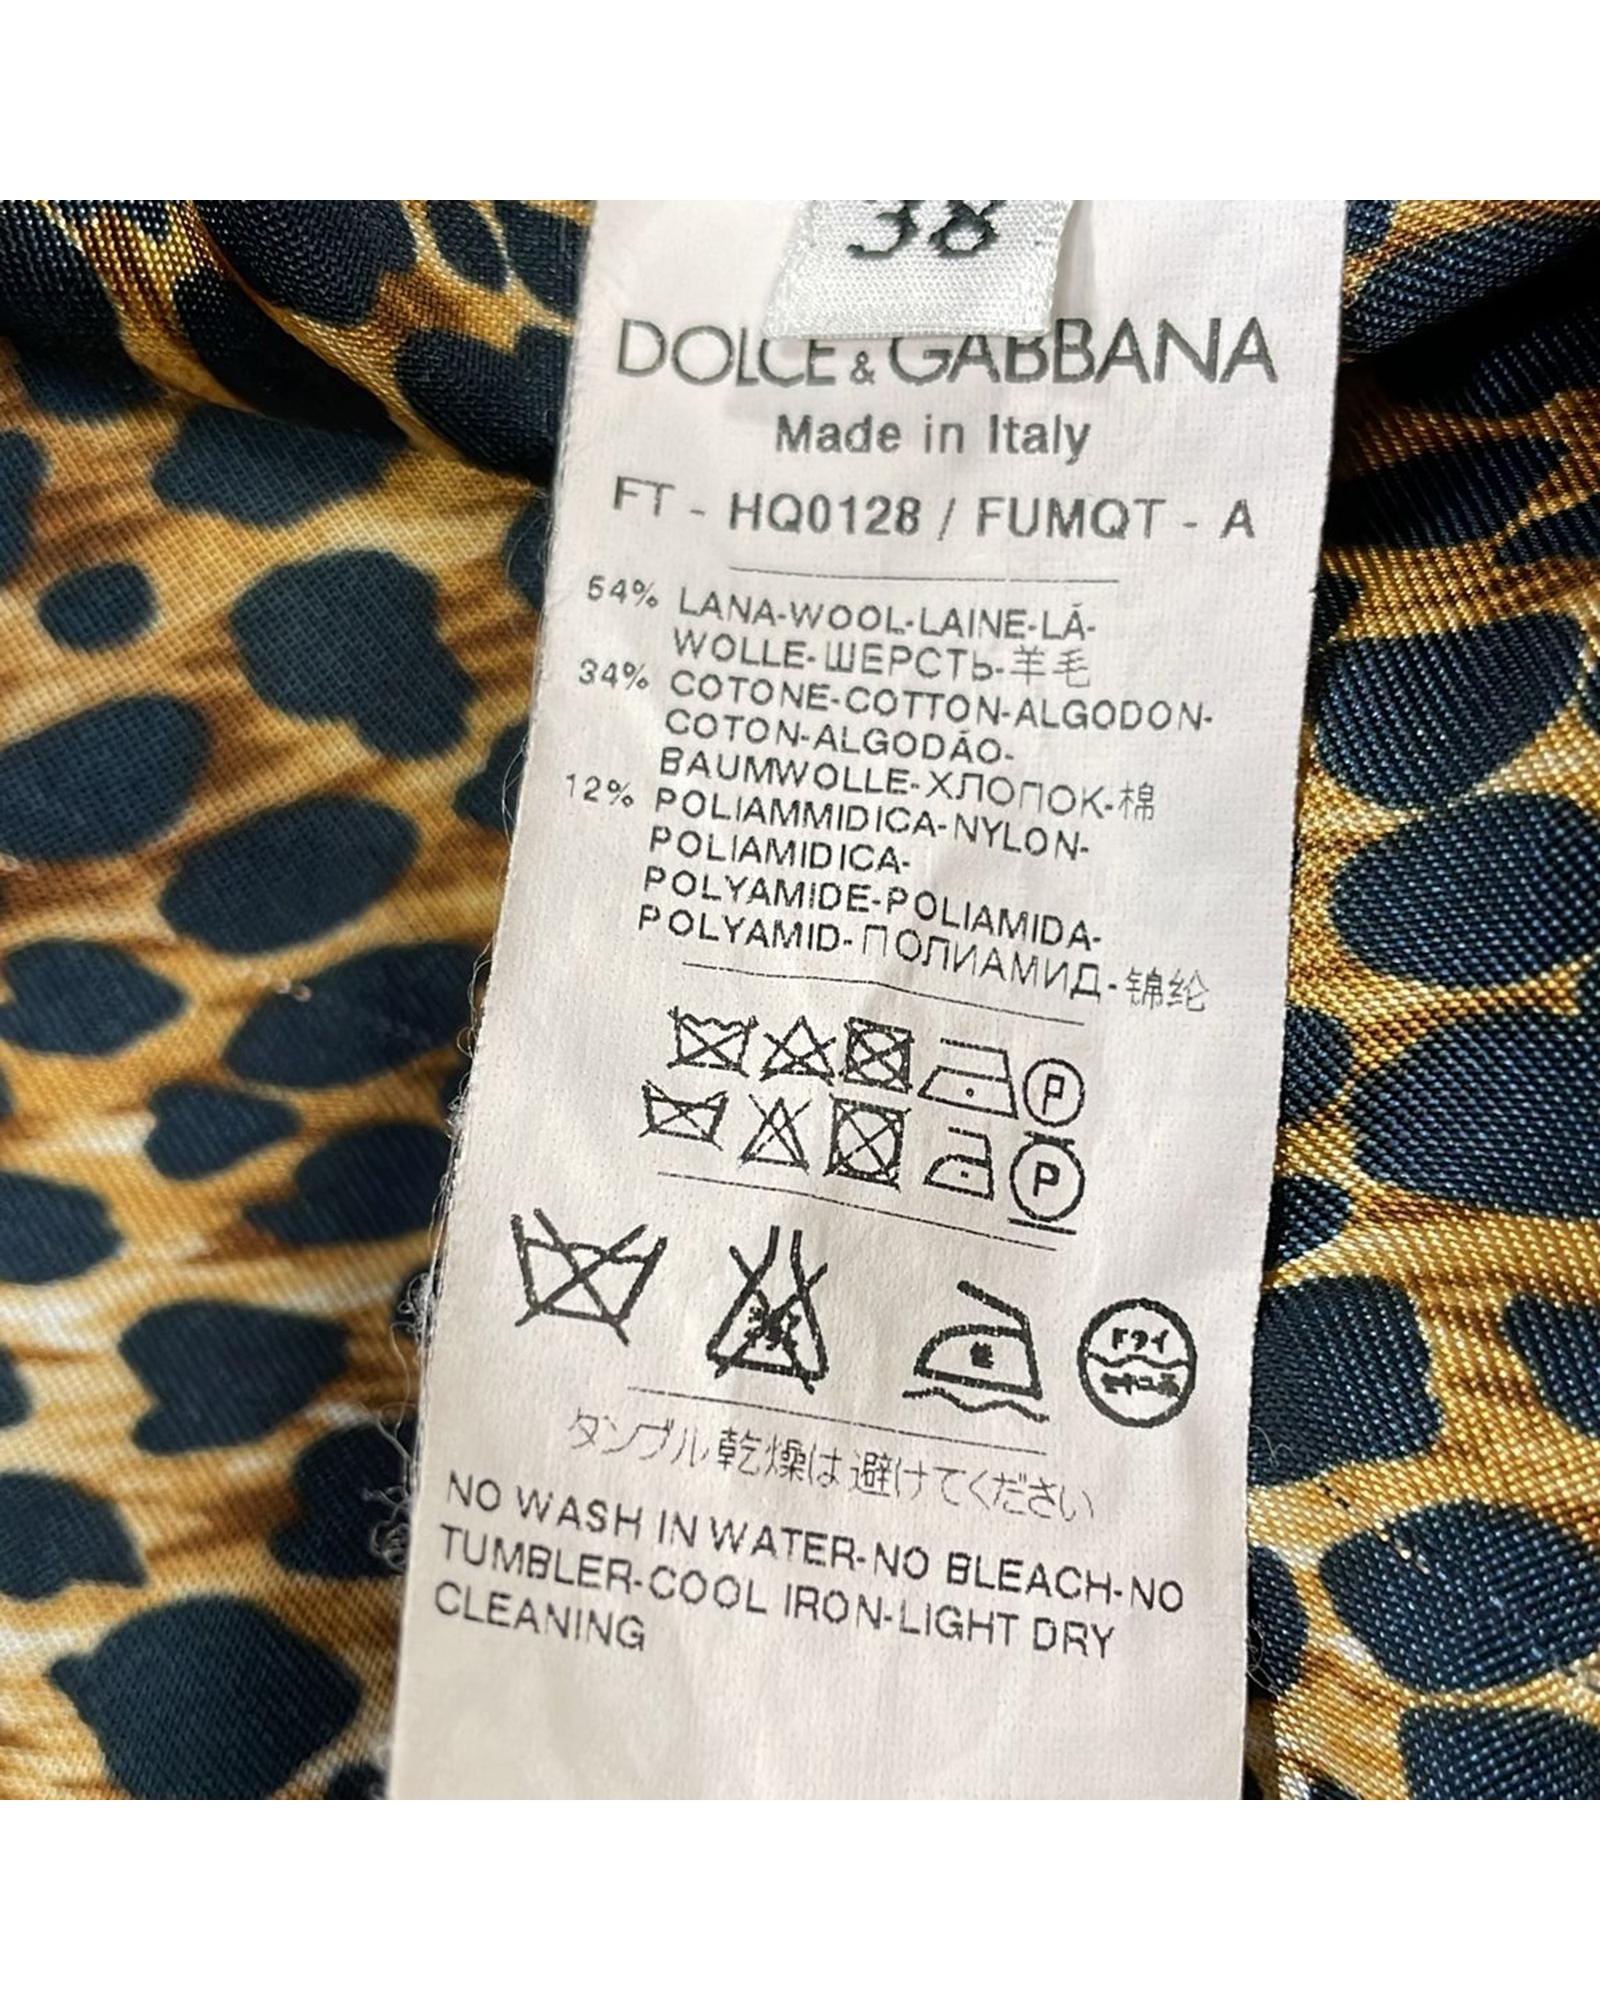 38
DOLCE & GABBANA
Made in Italy
FT - HQ0128 / FUMQT - A
54% LANA-WOOL-LAINE-LÃ-
WOLLE-ШЕРСТЬ-羊毛
34% COTONE-COTTON-ALGODON-
COTON-ALGODÃO-
BAUMWOLLE-ХЛОПОК-棉
12% POLIAMMIDICA-NYLON-
POLIAMIDICA-
POLYAMIDE-POLIAMIDA-
POLYAMID-ПОЛИАМИД-锦纶
P
P
ドライ
タンブル乾燥は避けてください
NO WASH IN WATER-NO BLEACH-NO
TUMBLER-COOL IRON-LIGHT DRY
CLEANING